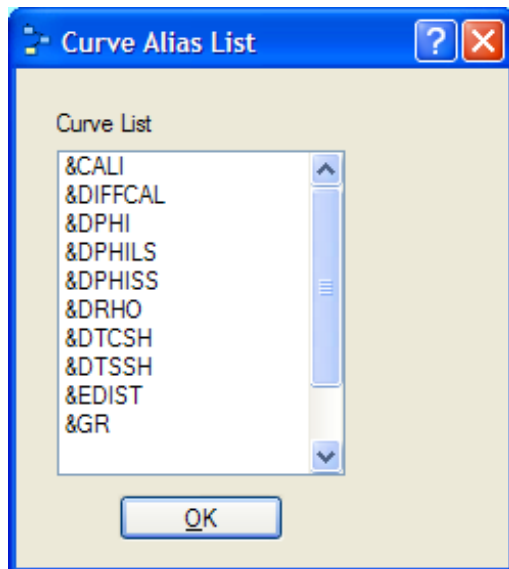 Curve Alias List
?
Curve List
&CALI
&DIFFCAL
&DPHI
&DPHILS
&DPHISS
&DRHO
&DTCSH
&DTSSH
&EDIST
&GR
OK